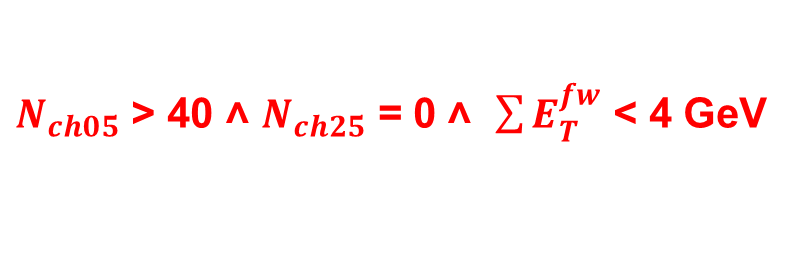 N_ch05 > 40 ∧ N_ch25 = 0 ∧ ∑ E_T^fw < 4 GeV